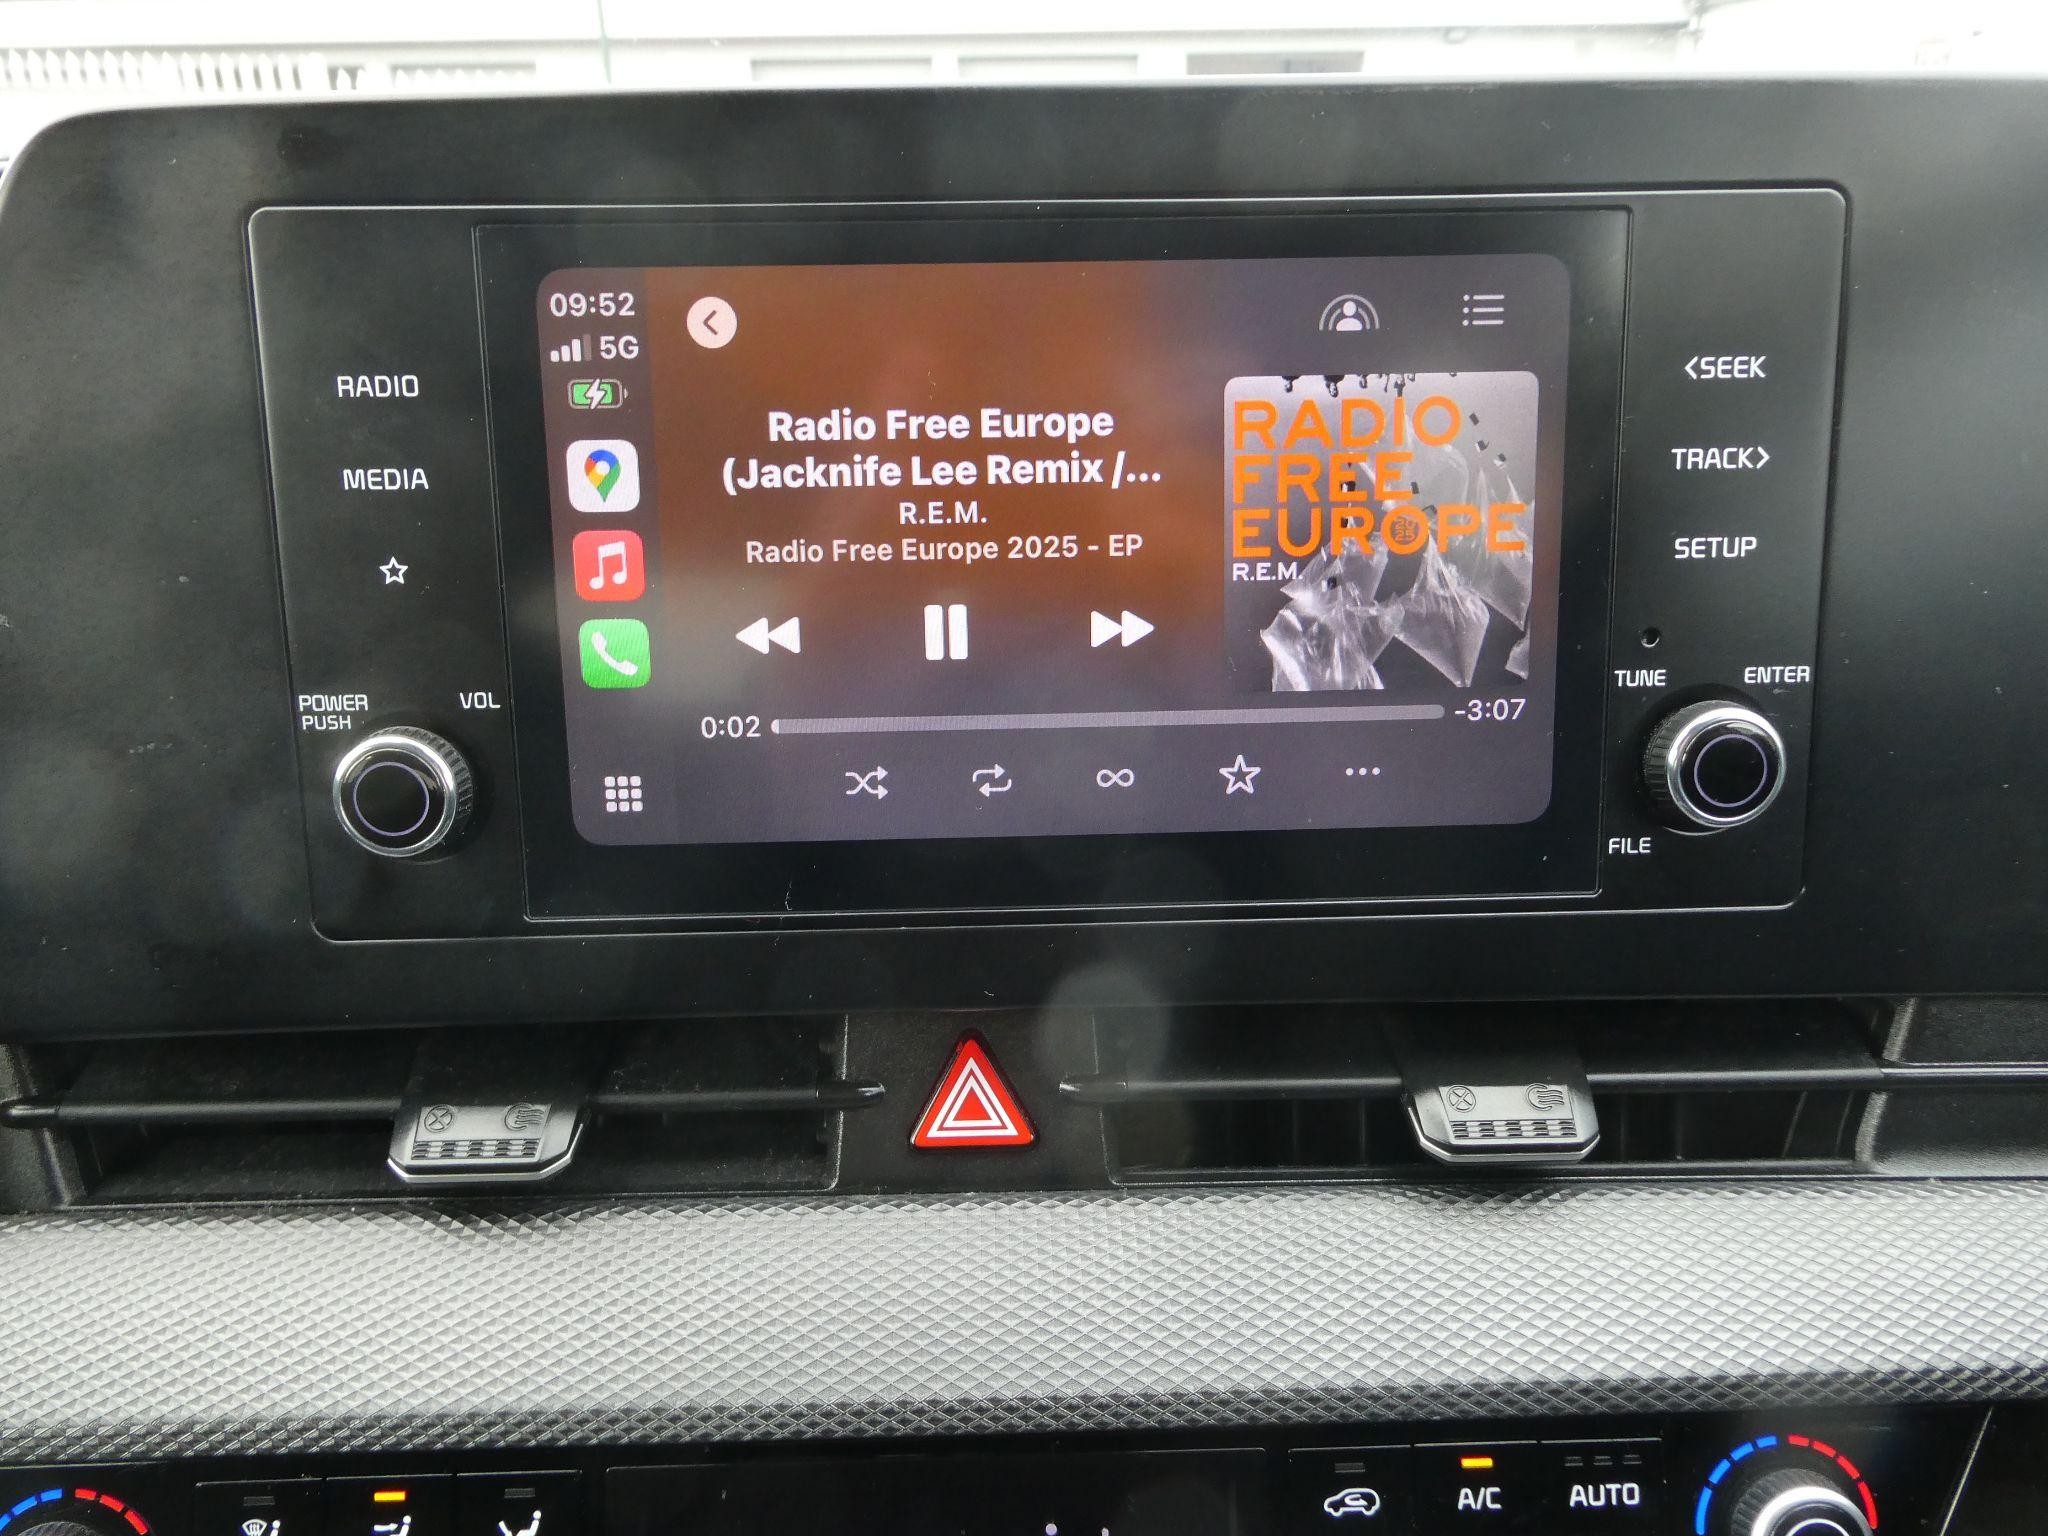 RADIO
MEDIA
POWER
PUSH
VOL
09:52
5G
Radio Free Europe
(Jacknife Lee Remix /...
R.E.M.
Radio Free Europe 2025 - EP
0:02
-3:07
RADIO
FREE
EUROPE
2025
R.E.M.
<SEEK
TRACK>
SETUP
TUNE
ENTER
FILE
A/C
AUTO